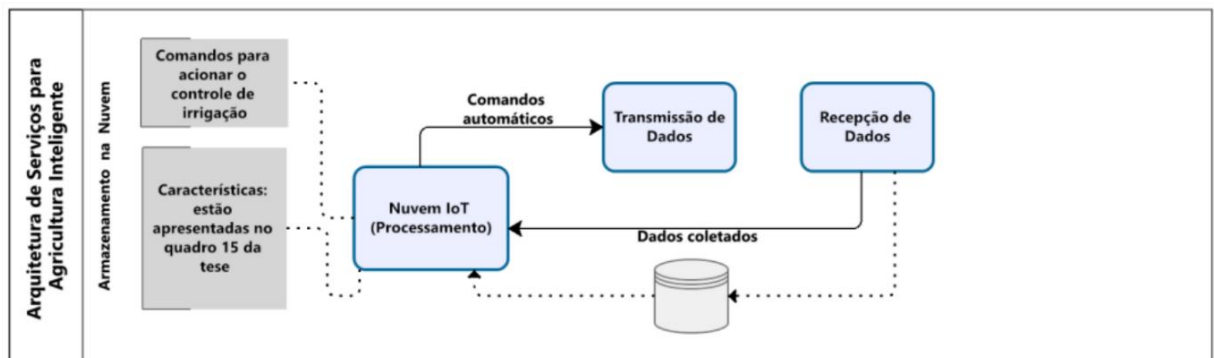 Arquitetura de Serviços para
Agricultura Inteligente
Armazenamento na Nuvem
Comandos para
acionar o
controle de
irrigação
Características:
estão
apresentadas no
quadro 15 da
tese
Comandos
automáticos
Transmissão de
Dados
Recepção de
Dados
Nuvem IoT
(Processamento)
Dados coletados